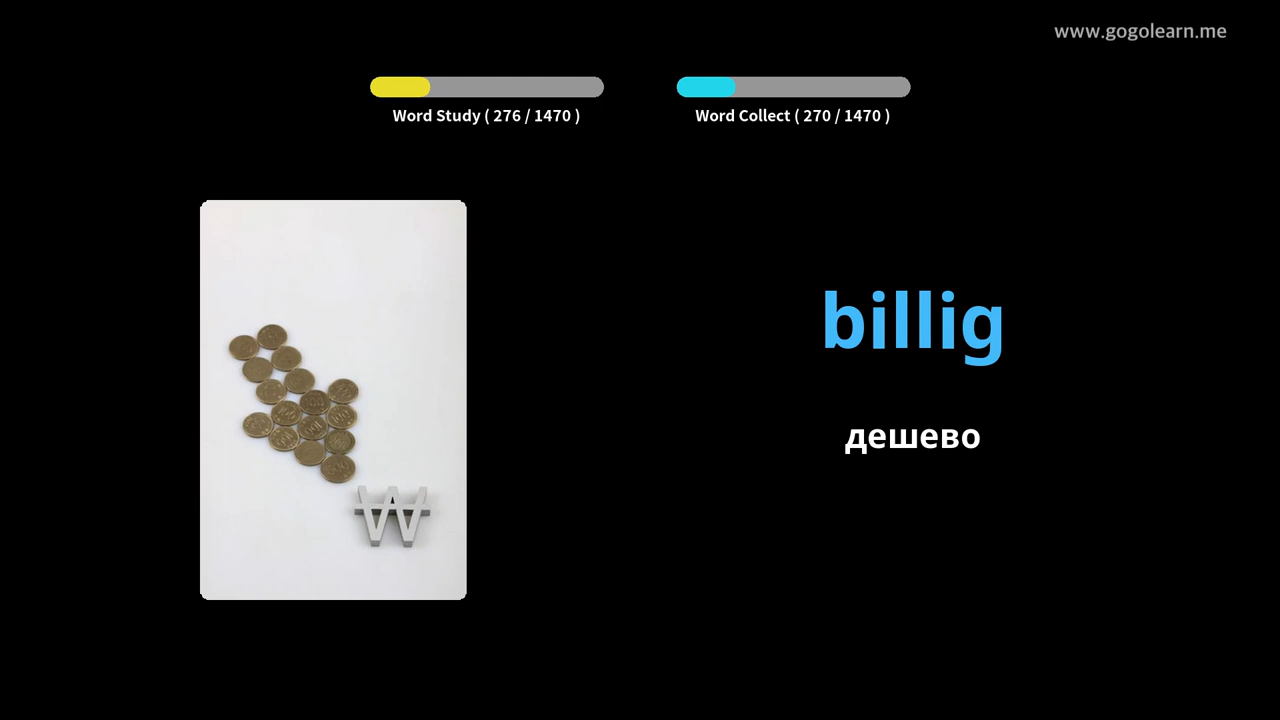 www.gogolearn.me
Word Study ( 276 / 1470 )
Word Collect ( 270 / 1470 )
billig
дешево
₩